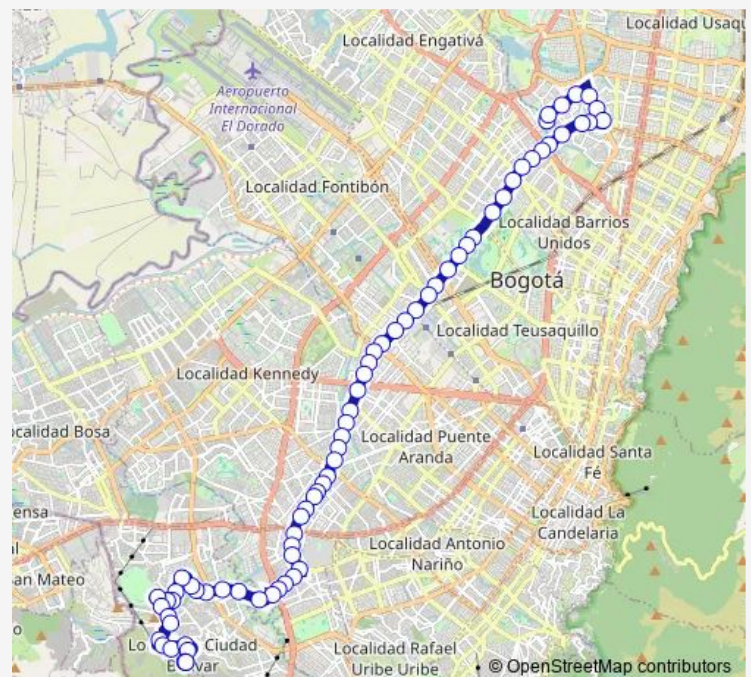 Localidad Usaqu
Localidad Engativá
Aeropuerto
Internacional
El Dorado
Localidad Fontibón
Localidad Barrios
Unidos
Bogotá
Localidad Teusaquillo
Localidad Kennedy
ocalidad Bosa
Localidad Puente
Aranda
Localidad Santa
Fé
ensa
Localidad La
Candelaria
Localidad Antonio
Nariño
an Mateo
Lo
Ciudad
Localidad Rafael
Uribe Uribe
© OpenStreetMap contributors